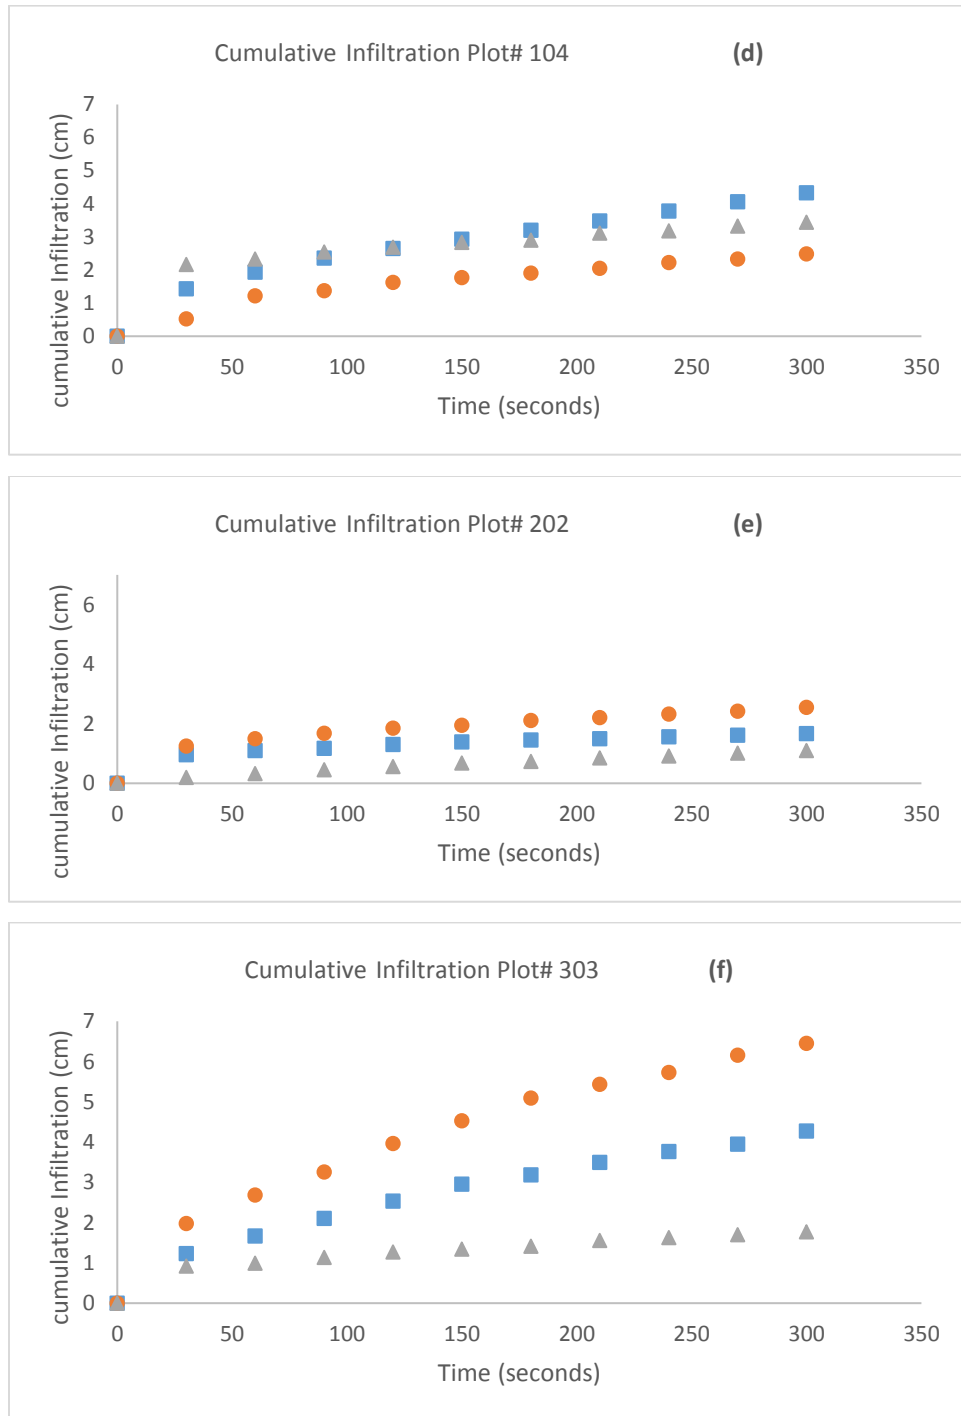 Cumulative Infiltration Plot# 104 (d)
cumulative Infiltration (cm)
7
6
5
4
3
2
1
0
0 50 100 150 200 250 300 350
Time (seconds)
Cumulative Infiltration Plot# 202 (e)
cumulative Infiltration (cm)
6
4
2
0
0 50 100 150 200 250 300 350
Time (seconds)
Cumulative Infiltration Plot# 303 (f)
cumulative Infiltration (cm)
7
6
5
4
3
2
1
0
0 50 100 150 200 250 300 350
Time (seconds)